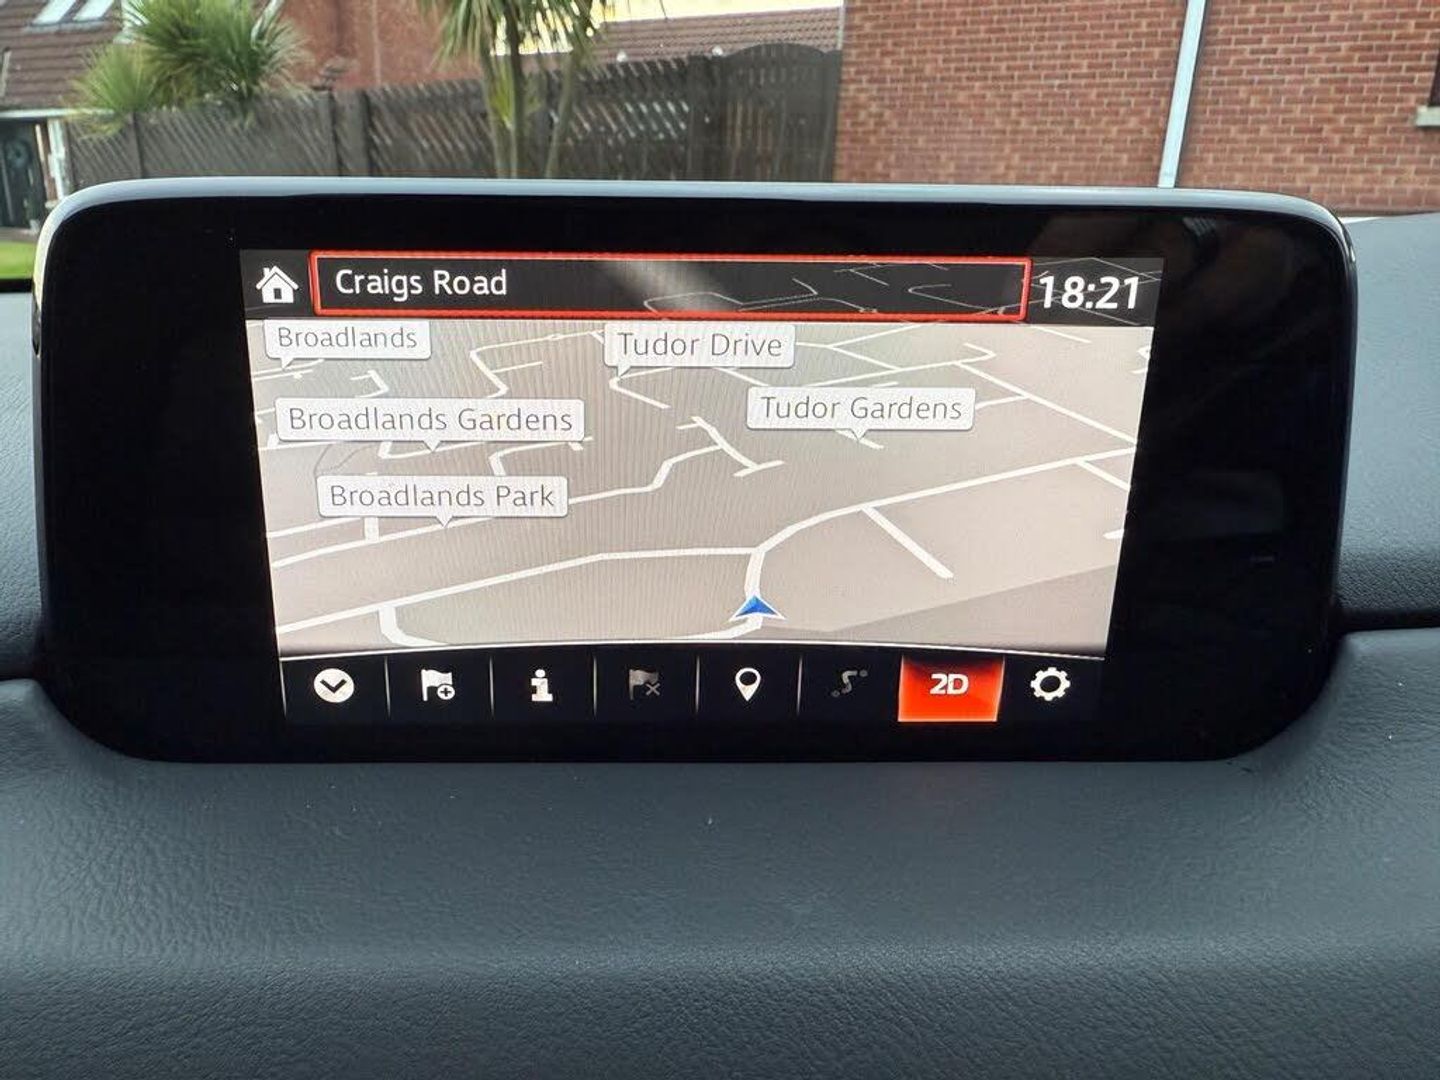 Craigs Road
18:21
Broadlands
Tudor Drive
Broadlands Gardens
Tudor Gardens
Broadlands Park
2D